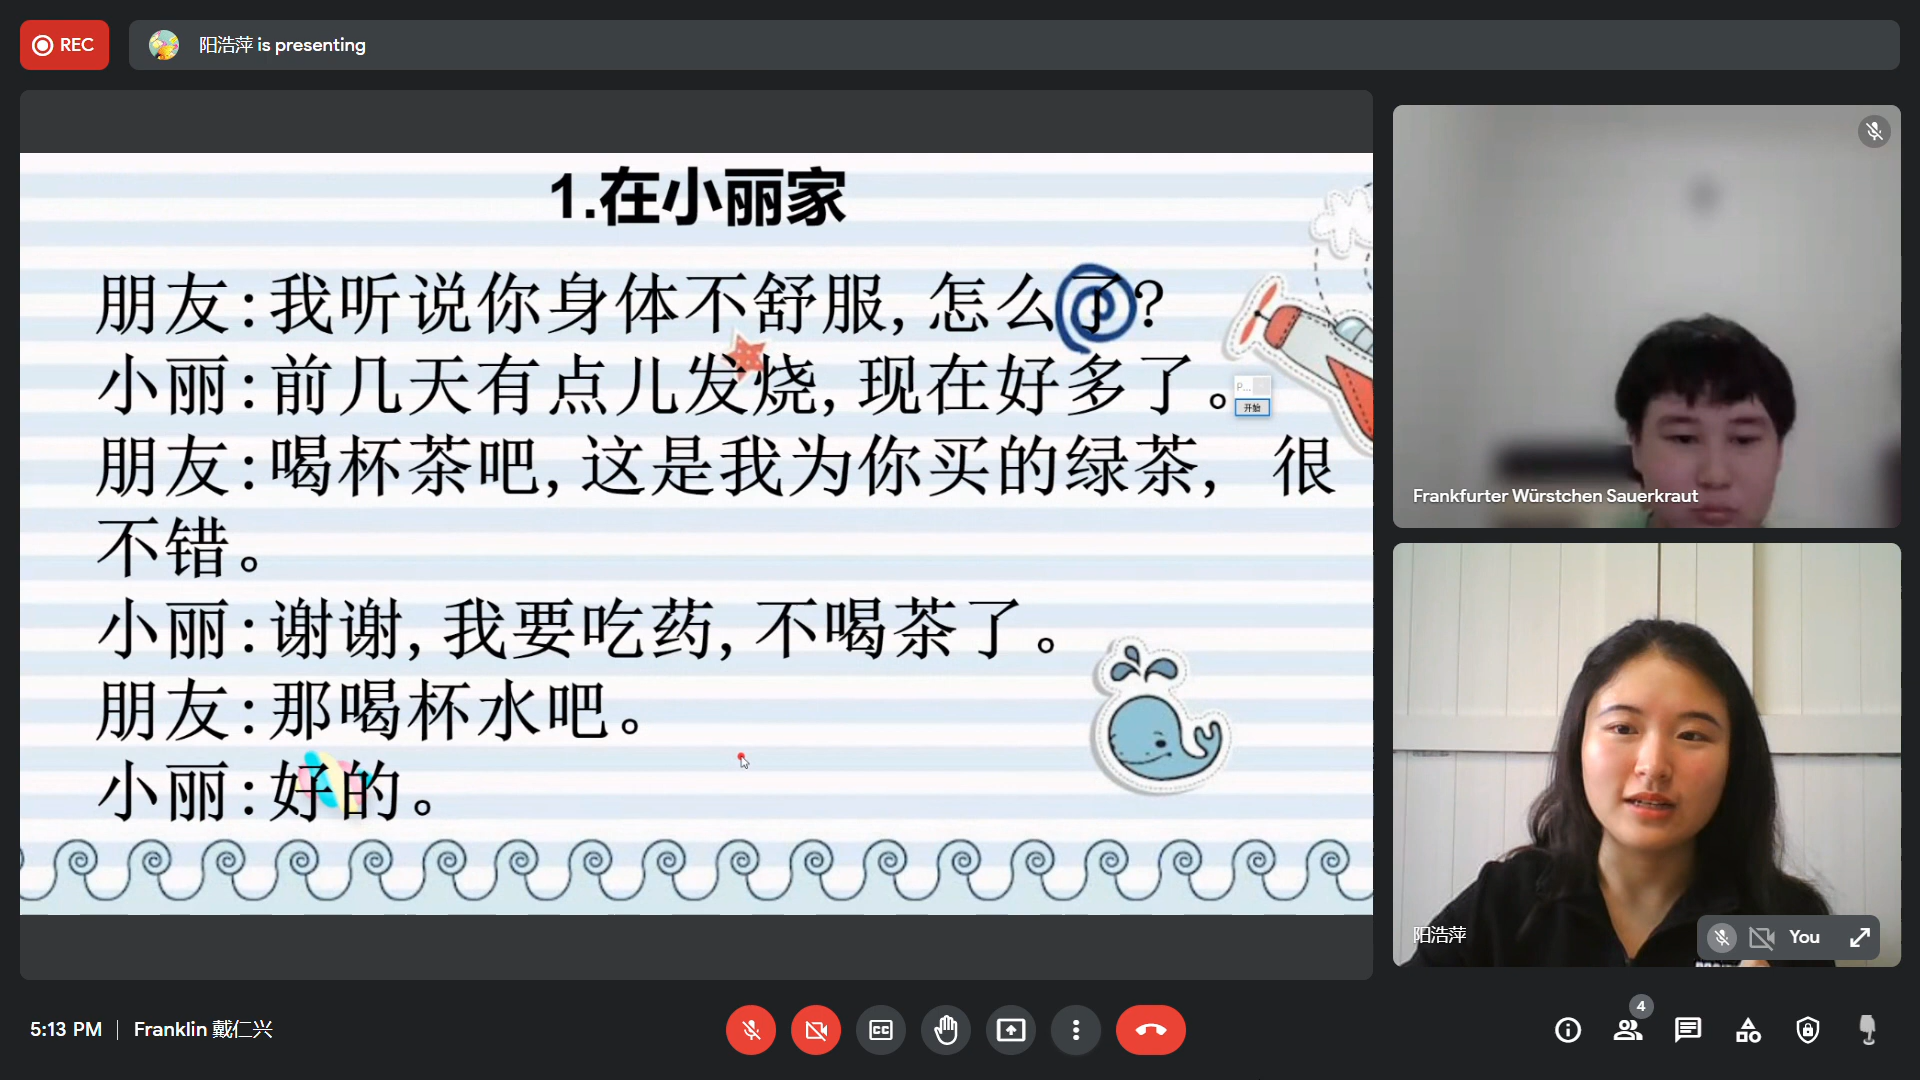 REC
阳浩萍 is presenting
1.在小丽家
朋友:我听说你身体不舒服,怎么了?
小丽:前几天有点儿发烧,现在好多了。
P...
开始
朋友:喝杯茶吧,这是我为你买的绿茶, 很
不错。
小丽:谢谢,我要吃药,不喝茶了。
朋友:那喝杯水吧。
小丽:好的。
Frankfurter Würstchen Sauerkraut
阳浩萍
You
5:13 PM | Franklin 戴仁兴
CC
4